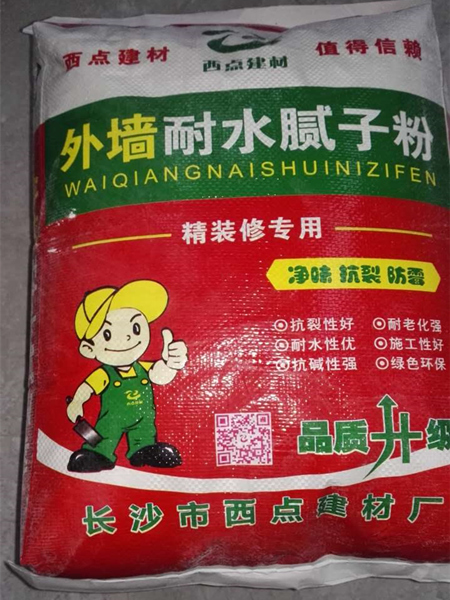 西点建材
西点建材
值得信赖
外墙耐水腻子粉
WAIQIANGNAISHUINIZIFEN
精装修专用
净味 抗裂 防霉
抗裂性好
耐老化强
耐水性优
施工性好
抗碱性强
绿色环保
品质升级
长沙市西点建材厂